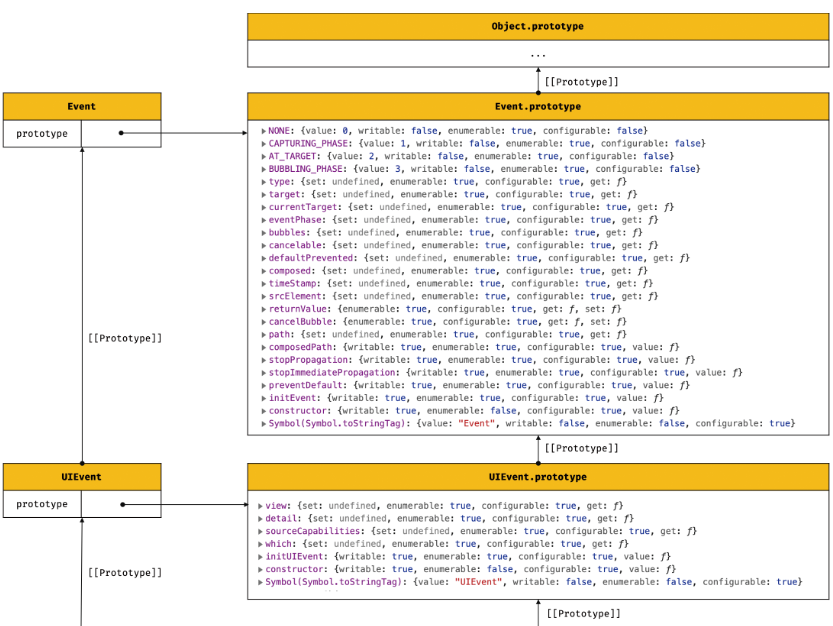 Object.prototype
...
[[Prototype]]
Event
prototype
Event.prototype
NONE: {value: 0, writable: false, enumerable: true, configurable: false}
CAPTURING_PHASE: {value: 1, writable: false, enumerable: true, configurable: false}
AT_TARGET: {value: 2, writable: false, enumerable: true, configurable: false}
BUBBLING_PHASE: {value: 3, writable: false, enumerable: true, configurable: false}
type: {set: undefined, enumerable: true, configurable: true, get: ƒ}
target: {set: undefined, enumerable: true, configurable: true, get: ƒ}
currentTarget: {set: undefined, enumerable: true, configurable: true, get: ƒ}
eventPhase: {set: undefined, enumerable: true, configurable: true, get: ƒ}
bubbles: {set: undefined, enumerable: true, configurable: true, get: ƒ}
cancelable: {set: undefined, enumerable: true, configurable: true, get: ƒ}
defaultPrevented: {set: undefined, enumerable: true, configurable: true, get: ƒ}
composed: {set: undefined, enumerable: true, configurable: true, get: ƒ}
timeStamp: {set: undefined, enumerable: true, configurable: true, get: ƒ}
srcElement: {set: undefined, enumerable: true, configurable: true, get: ƒ}
returnValue: {enumerable: true, configurable: true, get: ƒ, set: ƒ}
cancelBubble: {enumerable: true, configurable: true, get: ƒ, set: ƒ}
path: {set: undefined, enumerable: true, configurable: true, get: ƒ}
composedPath: {writable: true, enumerable: true, configurable: true, value: ƒ}
stopPropagation: {writable: true, enumerable: true, configurable: true, value: ƒ}
stopImmediatePropagation: {writable: true, enumerable: true, configurable: true, value: ƒ}
preventDefault: {writable: true, enumerable: true, configurable: true, value: ƒ}
initEvent: {writable: true, enumerable: true, configurable: true, value: ƒ}
constructor: {writable: true, enumerable: false, configurable: true, value: ƒ}
Symbol(Symbol.toStringTag): {value: "Event", writable: false, enumerable: false, configurable: true}
[[Prototype]]
[[Prototype]]
UIEvent
prototype
UIEvent.prototype
view: {set: undefined, enumerable: true, configurable: true, get: ƒ}
detail: {set: undefined, enumerable: true, configurable: true, get: ƒ}
sourceCapabilities: {set: undefined, enumerable: true, configurable: true, get: ƒ}
which: {set: undefined, enumerable: true, configurable: true, get: ƒ}
initUIEvent: {writable: true, enumerable: true, configurable: true, value: ƒ}
constructor: {writable: true, enumerable: false, configurable: true, value: ƒ}
Symbol(Symbol.toStringTag): {value: "UIEvent", writable: false, enumerable: false, configurable: true}
[[Prototype]]
[[Prototype]]